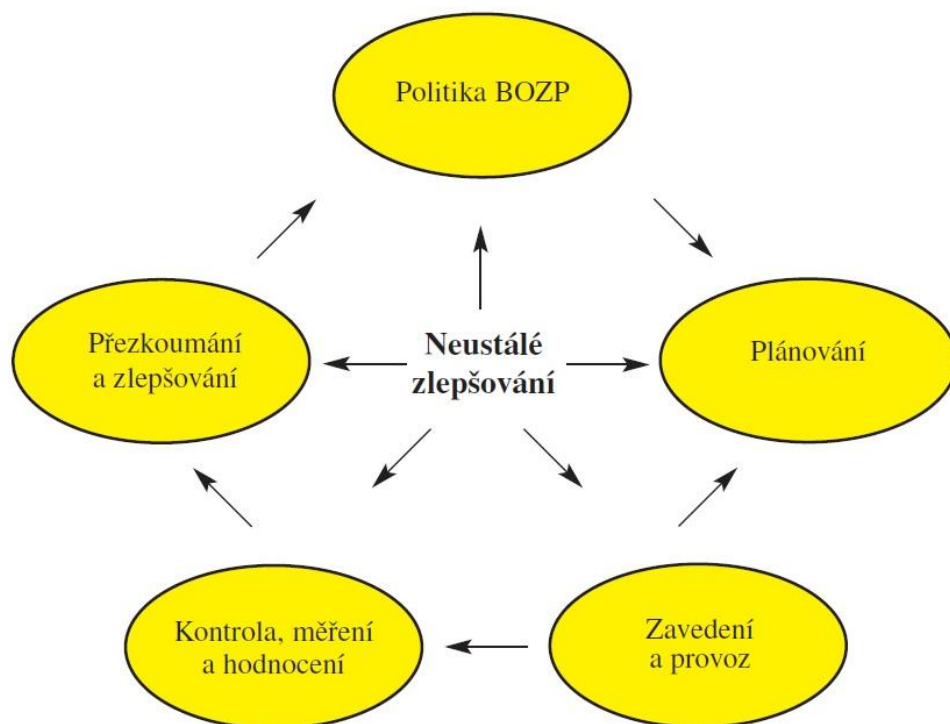 Politika BOZP
Přezkoumání
a zlepšování
Neustálé
zlepšování
Plánování
Kontrola, měření
a hodnocení
Zavedení
a provoz